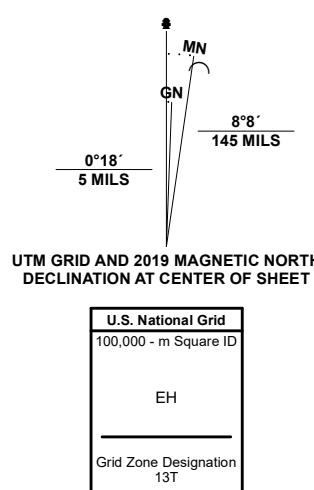 MN
GN
8°8´
145 MILS
0°18´
5 MILS
UTM GRID AND 2019 MAGNETIC NORTH
DECLINATION AT CENTER OF SHEET
U.S. National Grid
100,000 - m Square ID
EH
Grid Zone Designation
13T